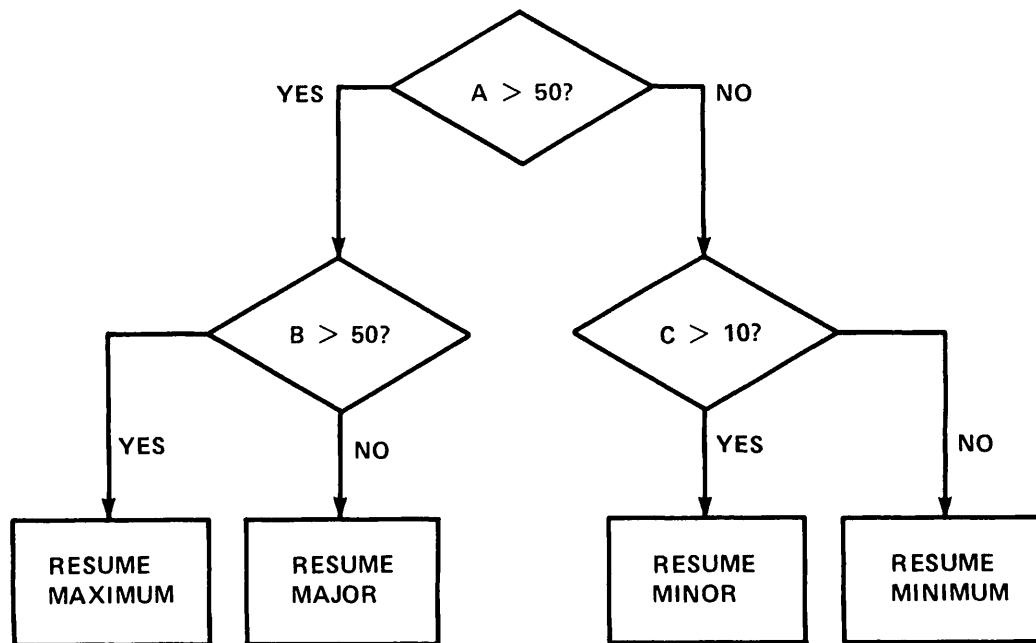 A > 50?
YES
NO
B > 50?
C > 10?
YES
NO
YES
NO
RESUME
MAXIMUM
RESUME
MAJOR
RESUME
MINOR
RESUME
MINIMUM